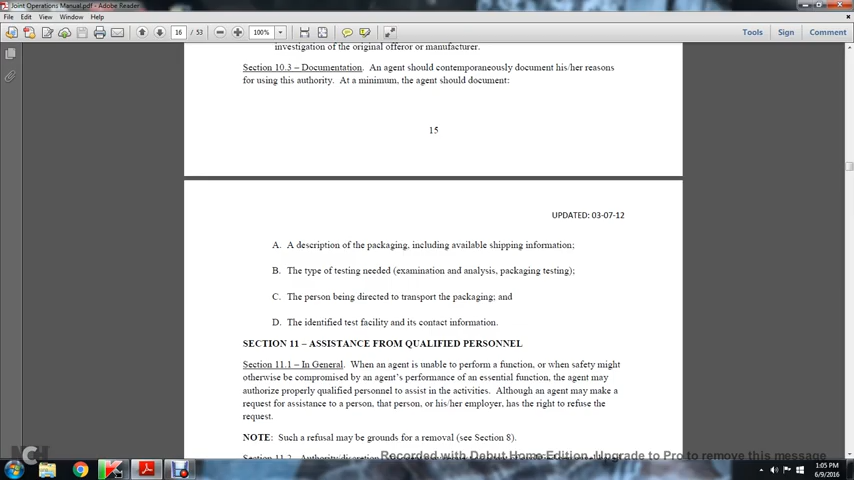 Joint Operations Manual.pdf - Adobe Reader
File Edit View Window Help
16 / 53 100% Tools Sign Comment
investigation of the original offeror or manufacturer.
Section 10.3 – Documentation. An agent should contemporaneously document his/her reasons
for using this authority. At a minimum, the agent should document:
15
UPDATED: 03-07-12
A. A description of the packaging, including available shipping information;
B. The type of testing needed (examination and analysis, packaging testing);
C. The person being directed to transport the packaging; and
D. The identified test facility and its contact information.
SECTION 11 – ASSISTANCE FROM QUALIFIED PERSONNEL
Section 11.1 – In General. When an agent is unable to perform a function, or when safety might
otherwise be compromised by an agent's performance of an essential function, the agent may
authorize properly qualified personnel to assist in the activities. Although an agent may make a
request for assistance to a person, that person, or his/her employer, has the right to refuse the
request.
NOTE: Such a refusal may be grounds for a removal (see Section 8).
Section 11.2
Recorded with Debut Home Edition. Upgrade to Pro to remove this message
NCH
1:05 PM
6/9/2016